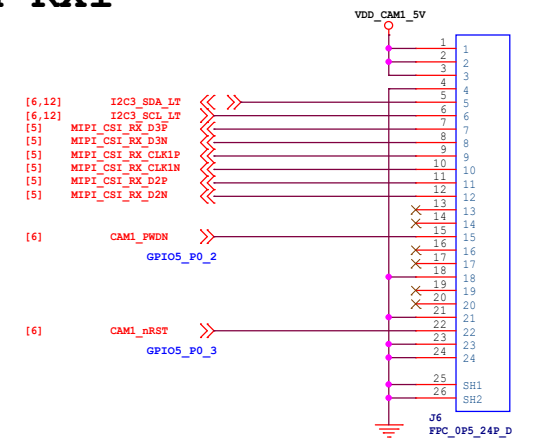 VDD_CAM1_5V
1 1
2 2
3 3
4 4
[6,12] I2C3_SDA_LT 5 5
[6,12] I2C3_SCL_LT 6 6
[5] MIPI_CSI_RX_D3P 7 7
[5] MIPI_CSI_RX_D3N 8 8
[5] MIPI_CSI_RX_CLK1P 9 9
[5] MIPI_CSI_RX_CLK1N 10 10
[5] MIPI_CSI_RX_D2P 11 11
[5] MIPI_CSI_RX_D2N 12 12
13 13
14 14
[6] CAM1_PWDN 15 15
GPIO5_P0_2 16 16
17 17
18 18
19 19
20 20
21 21
[6] CAM1_nRST 22 22
23 23
GPIO5_P0_3 24 24
25 SH1
26 SH2
J6
FPC_0P5_24P_D